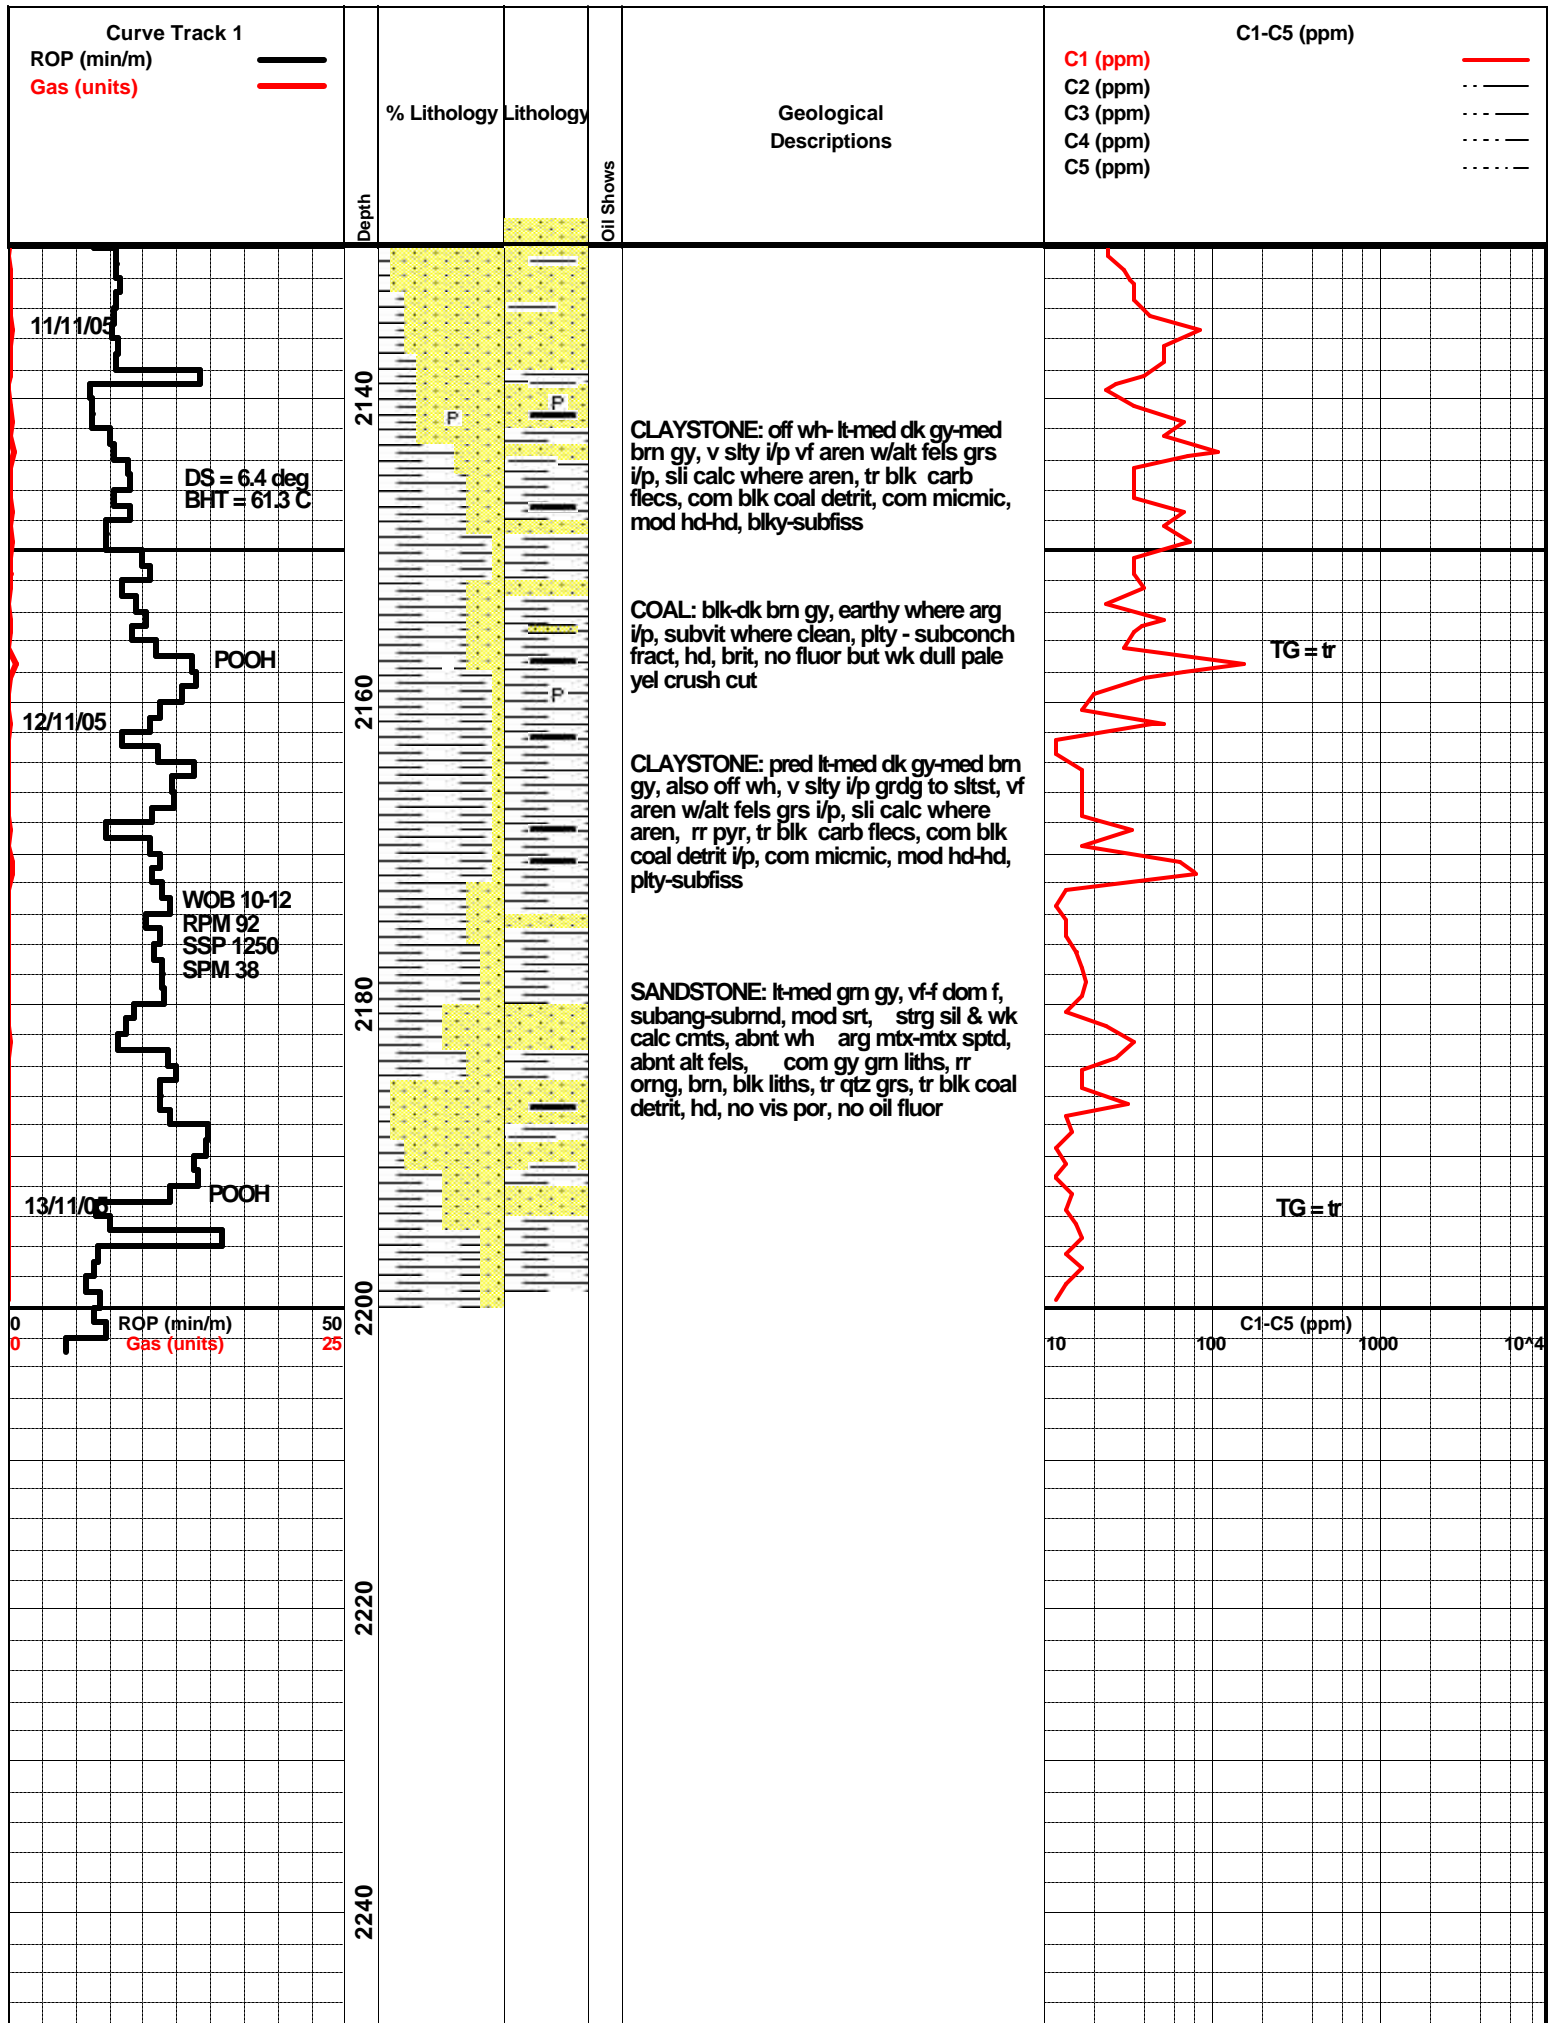 Curve Track 1
ROP (min/m)
Gas (units)
Depth
% Lithology
Lithology
Oil Shows
Geological
Descriptions
C1-C5 (ppm)
C1 (ppm)
C2 (ppm)
C3 (ppm)
C4 (ppm)
C5 (ppm)
11/11/05
2140
P
P
CLAYSTONE: off wh- lt-med dk gy-med
brn gy, v slty i/p vf aren w/alt fels grs
i/p, sli calc where aren, tr blk carb
flecs, com blk coal detrit, com micmic,
mod hd-hd, blky-subfiss
DS = 6.4 deg
BHT = 61.3 C
COAL: blk-dk brn gy, earthy where arg
i/p, subvit where clean, plty - subconch
fract, hd, brit, no fluor but wk dull pale
yel crush cut
POOH
TG = tr
2160
P
12/11/05
CLAYSTONE: pred lt-med dk gy-med brn
gy, also off wh, v slty i/p grdg to sltst, vf
aren w/alt fels grs i/p, sli calc where
aren, rr pyr, tr blk carb flecs, com blk
coal detrit i/p, com micmic, mod hd-hd,
plty-subfiss
WOB 10-12
RPM 92
SSP 1250
SPM 38
2180
SANDSTONE: lt-med grn gy, vf-f dom f,
subang-subrnd, mod srt, strg sil & wk
calc cmts, abnt wh arg mtx-mtx sptd,
abnt alt fels, com gy grn liths, rr
orng, brn, blk liths, tr qtz grs, tr blk coal
detrit, hd, no vis por, no oil fluor
POOH
13/11/05
TG = tr
2200
0 ROP (min/m) 50
0 Gas (units) 25
C1-C5 (ppm)
10 100 1000 10^4
2220
2240